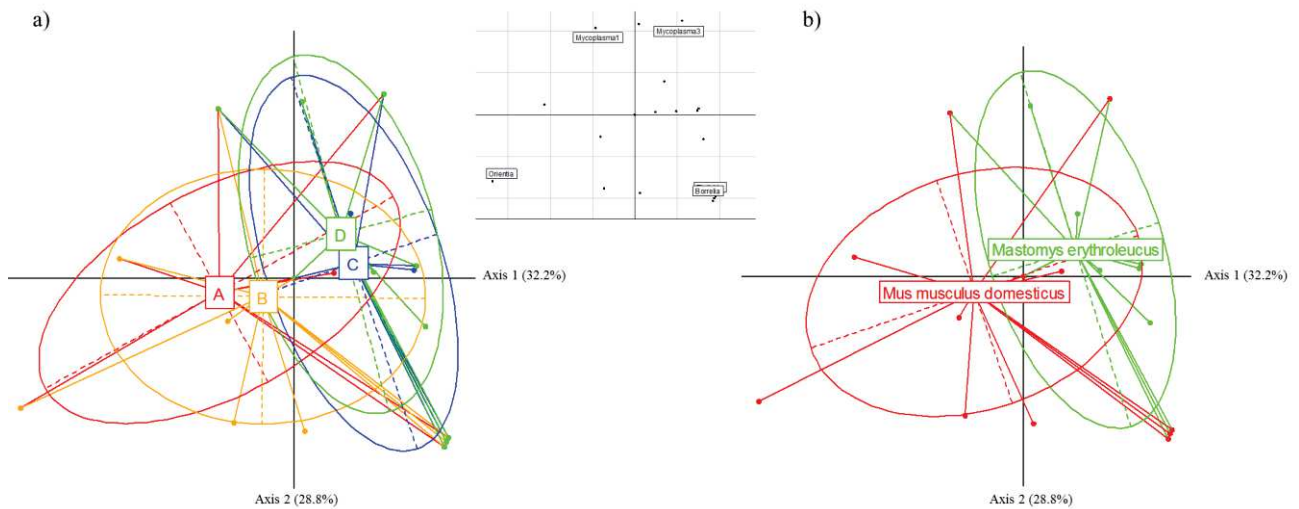 a)
b)
Mycoplasma1
Mycoplasma3
Orientia
Borrelia
D
C
A
B
Axis 1 (32.2%)
Axis 2 (28.8%)
Mastomys erythroleucus
Mus musculus domesticus
Axis 1 (32.2%)
Axis 2 (28.8%)